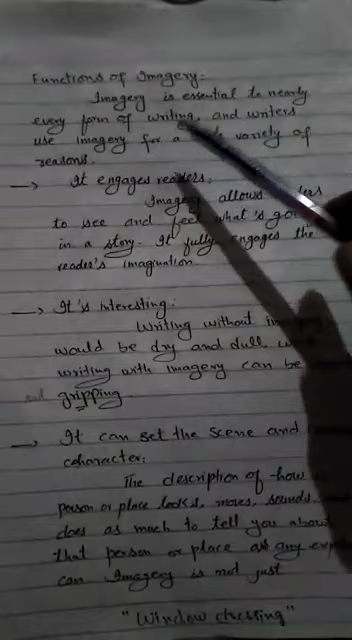 Functions of Imagery:
Imagery is essential to nearly
every form of writing, and writers
use imagery for a variety of
reasons.
→ It engages readers:
Imagery allows
to see and feel what's
in a story. It fully engages the
reader's imagination.
→ It's interesting:
Writing without
would be dry and dull,
writing with imagery can be
and gripping.
→ It can set the scene and
coharacter:
The description of how
person or place looks, moves, sounds,
does as much to tell you about
that person or place as any
can Imagery is not just
"Window dressing"